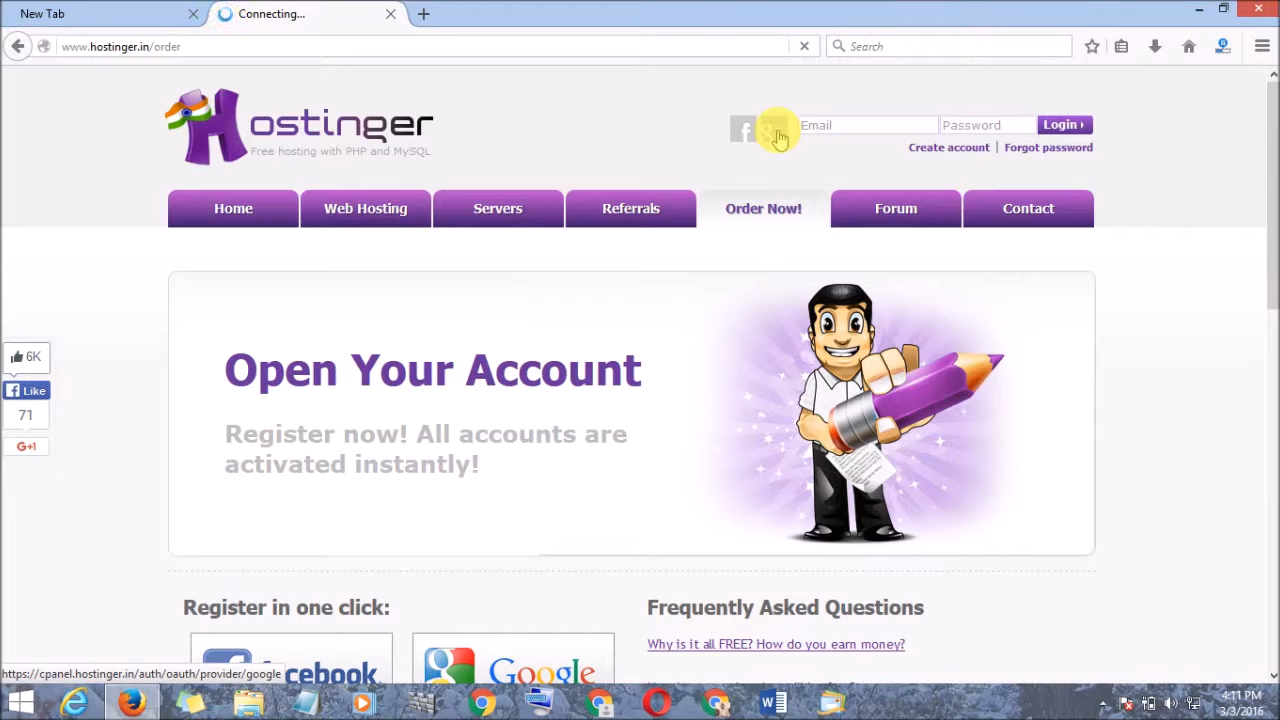 New Tab
Connecting...
www.hostinger.in/order
Search
Hostinger
Free hosting with PHP and MySQL
f
Email
Password
Login
Create account | Forgot password
Home
Web Hosting
Servers
Referrals
Order Now!
Forum
Contact
6K
Like
71
G+1
Open Your Account
Register now! All accounts are
activated instantly!
Register in one click:
Frequently Asked Questions
facebook
Google
Why is it all FREE? How do you earn money?
https://cpanel.hostinger.in/auth/oauth/provider/google
4:11 PM
3/3/2016